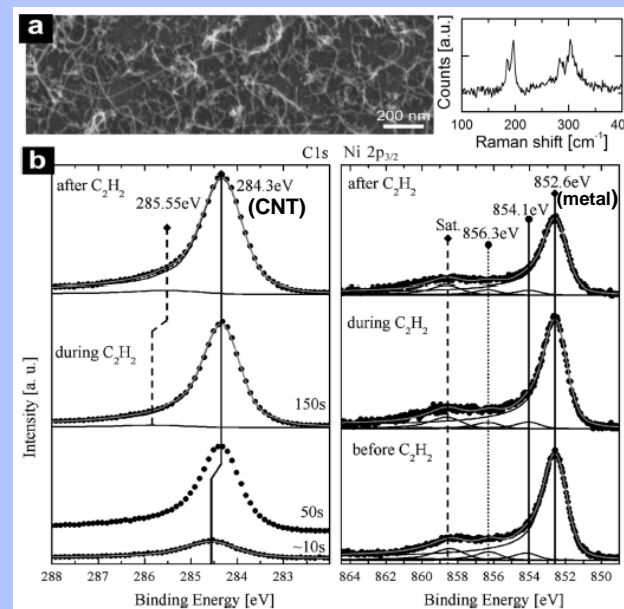 a
200 nm
Counts [a.u.]
100 200 300 40
Raman shift [cm⁻¹]
b
C1s
after C₂H₂
285.55eV
284.3eV
(CNT)
during C₂H₂
150s
50s
~10s
Intensity [a. u.]
288 287 286 285 284 283
Binding Energy [eV]
Ni 2p₃/₂
after C₂H₂
852.6eV
(metal)
854.1eV
Sat.
856.3eV
during C₂H₂
before C₂H₂
864 862 860 858 856 854 852 850
Binding Energy [eV]